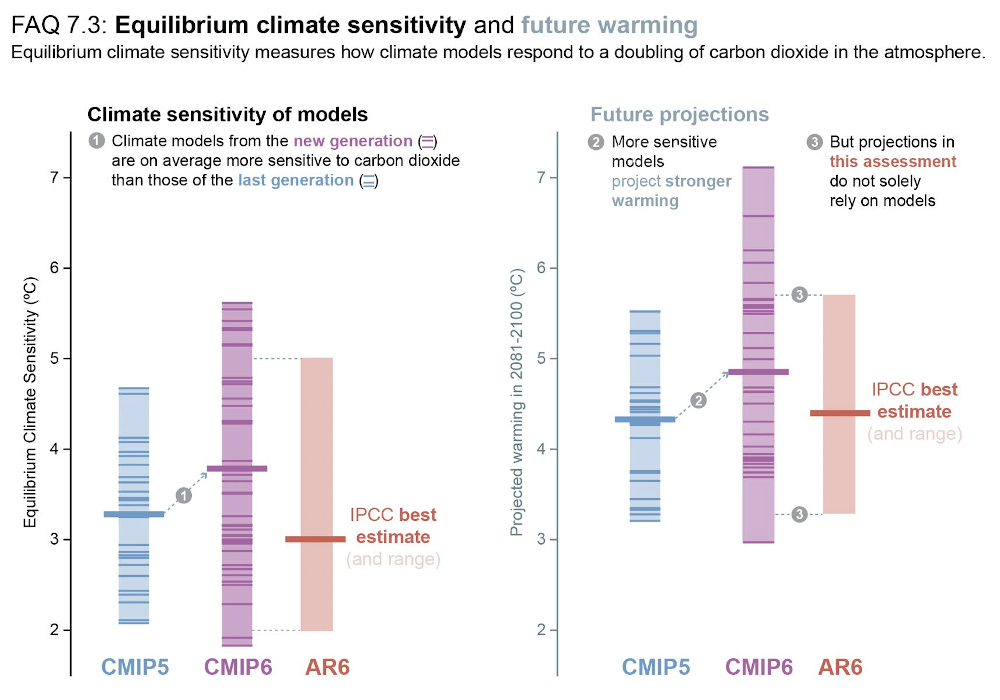 FAQ 7.3: Equilibrium climate sensitivity and future warming
Equilibrium climate sensitivity measures how climate models respond to a doubling of carbon dioxide in the atmosphere.
Climate sensitivity of models
1 Climate models from the new generation (
)
are on average more sensitive to carbon dioxide
than those of the last generation (
)
Equilibrium Climate Sensitivity (ºC)
7
6
5
4
3
2
1
IPCC best
estimate
(and range)
CMIP5
CMIP6
AR6
Future projections
2 More sensitive
models
project stronger
warming
3 But projections in
this assessment
do not solely
rely on models
Projected warming in 2081-2100 (ºC)
7
6
5
4
3
2
3
2
3
IPCC best
estimate
(and range)
CMIP5
CMIP6
AR6